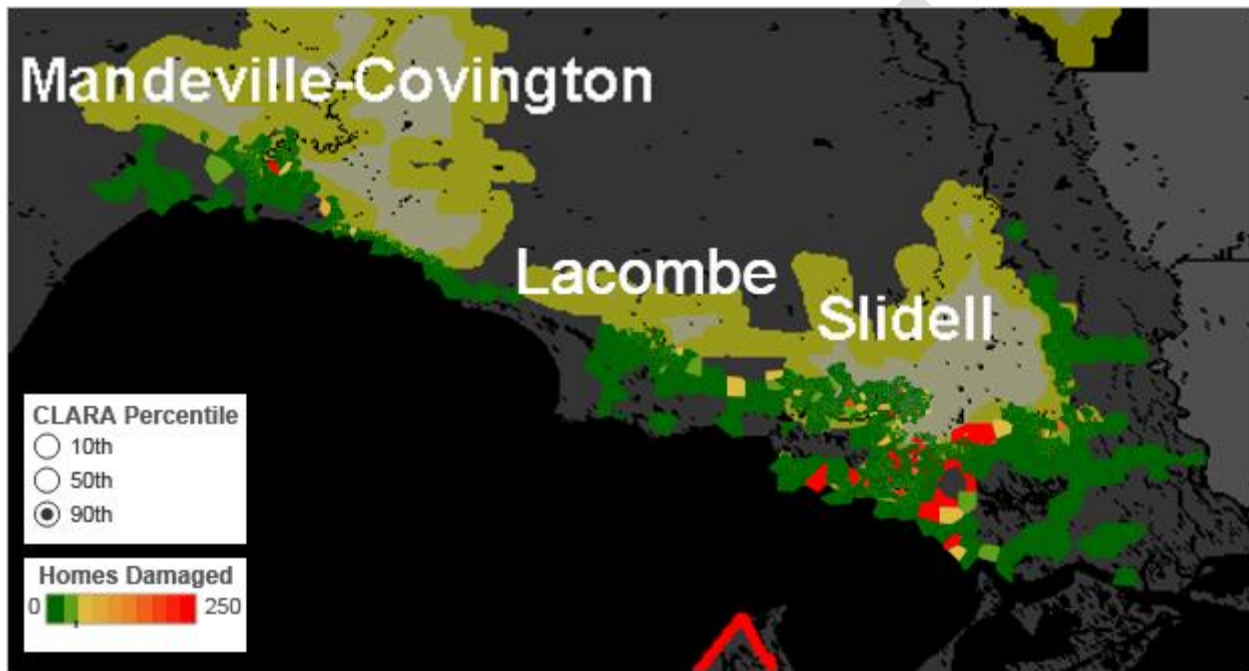 Mandeville-Covington
Lacombe
Slidell
CLARA Percentile
10th
50th
90th
Homes Damaged
0 250